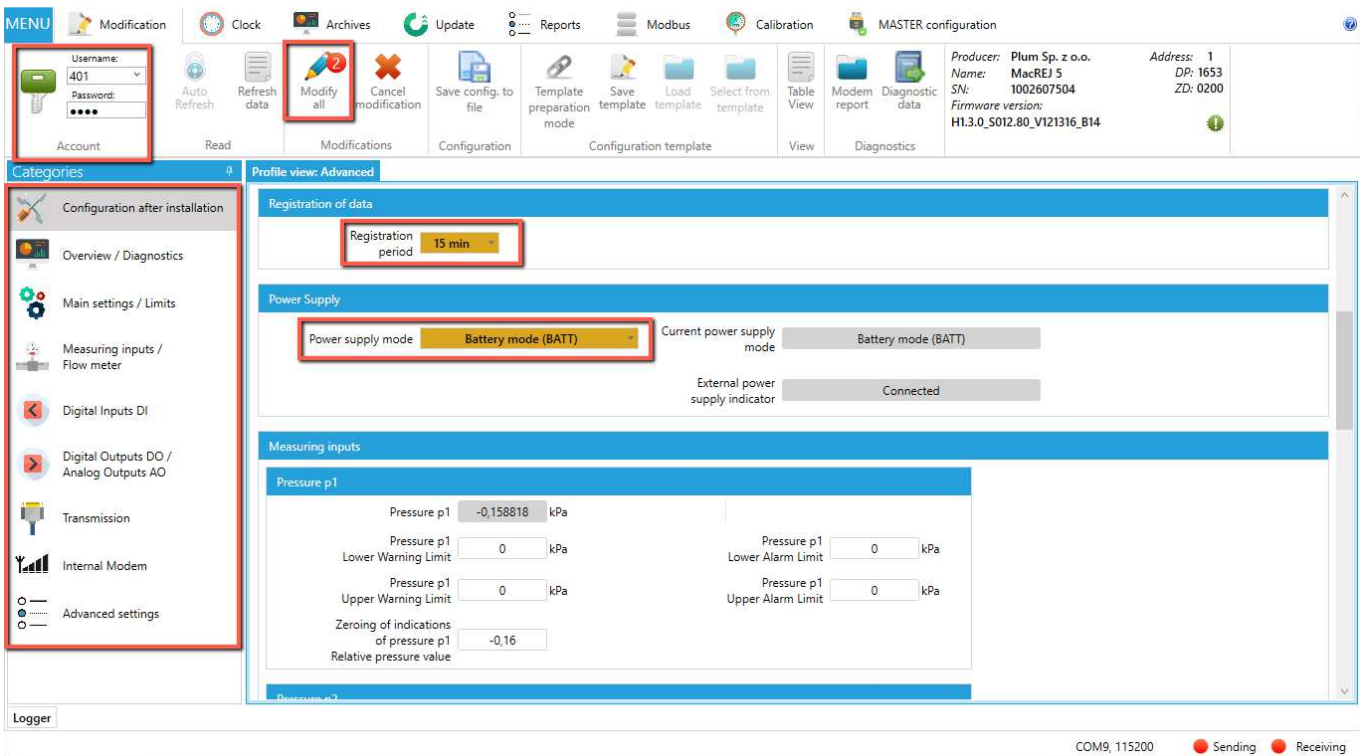 MENU
Modification
Clock
Archives
Update
Reports
Modbus
Calibration
MASTER configuration
Username:
401
Password:
Account
Auto
Refresh
Refresh
data
Read
Modify
all
2
Cancel
modification
Modifications
Save config. to
file
Configuration
Template
preparation
mode
Save
template
Load
template
Select from
template
Configuration template
Table
View
View
Modem
report
Diagnostic
data
Diagnostics
Producer: Plum Sp. z o.o.
Name: MacREJ 5
SN: 1002607504
Firmware version:
H1.3.0_S012.80_V121316_B14
Address: 1
DP: 1653
ZD: 0200
Categories
Configuration after installation
Overview / Diagnostics
Main settings / Limits
Measuring inputs /
Flow meter
Digital Inputs DI
Digital Outputs DO /
Analog Outputs AO
Transmission
Internal Modem
Advanced settings
Profile view: Advanced
Registration of data
Registration
period
15 min
Power Supply
Power supply mode
Battery mode (BATT)
Current power supply
mode
Battery mode (BATT)
External power
supply indicator
Connected
Measuring inputs
Pressure p1
Pressure p1
-0,158818 kPa
Pressure p1
Lower Warning Limit
0 kPa
Pressure p1
Lower Alarm Limit
0 kPa
Pressure p1
Upper Warning Limit
0 kPa
Pressure p1
Upper Alarm Limit
0 kPa
Zeroing of indications
of pressure p1
Relative pressure value
-0,16
Pressure p2
Logger
COM9, 115200
Sending
Receiving